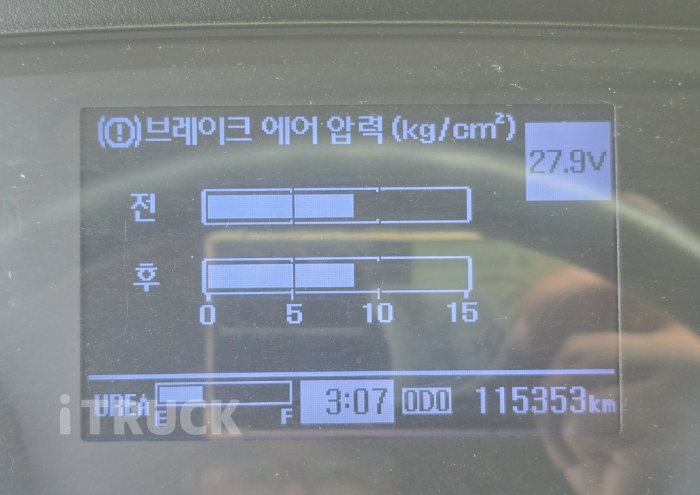 (!)브레이크 에어 압력(kg/cm²)
27.9V
전
후
0 5 10 15
UREA E F 3:07 ODO 115353km
iTRUCK